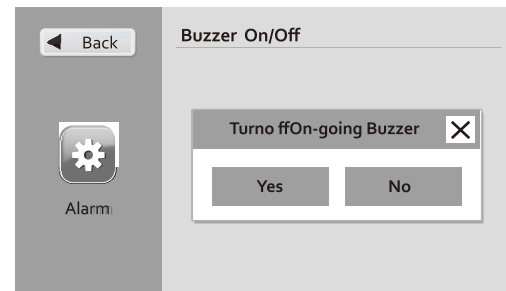 Back
Buzzer On/Off
Turno ffOn-going Buzzer
Yes
No
Alarm